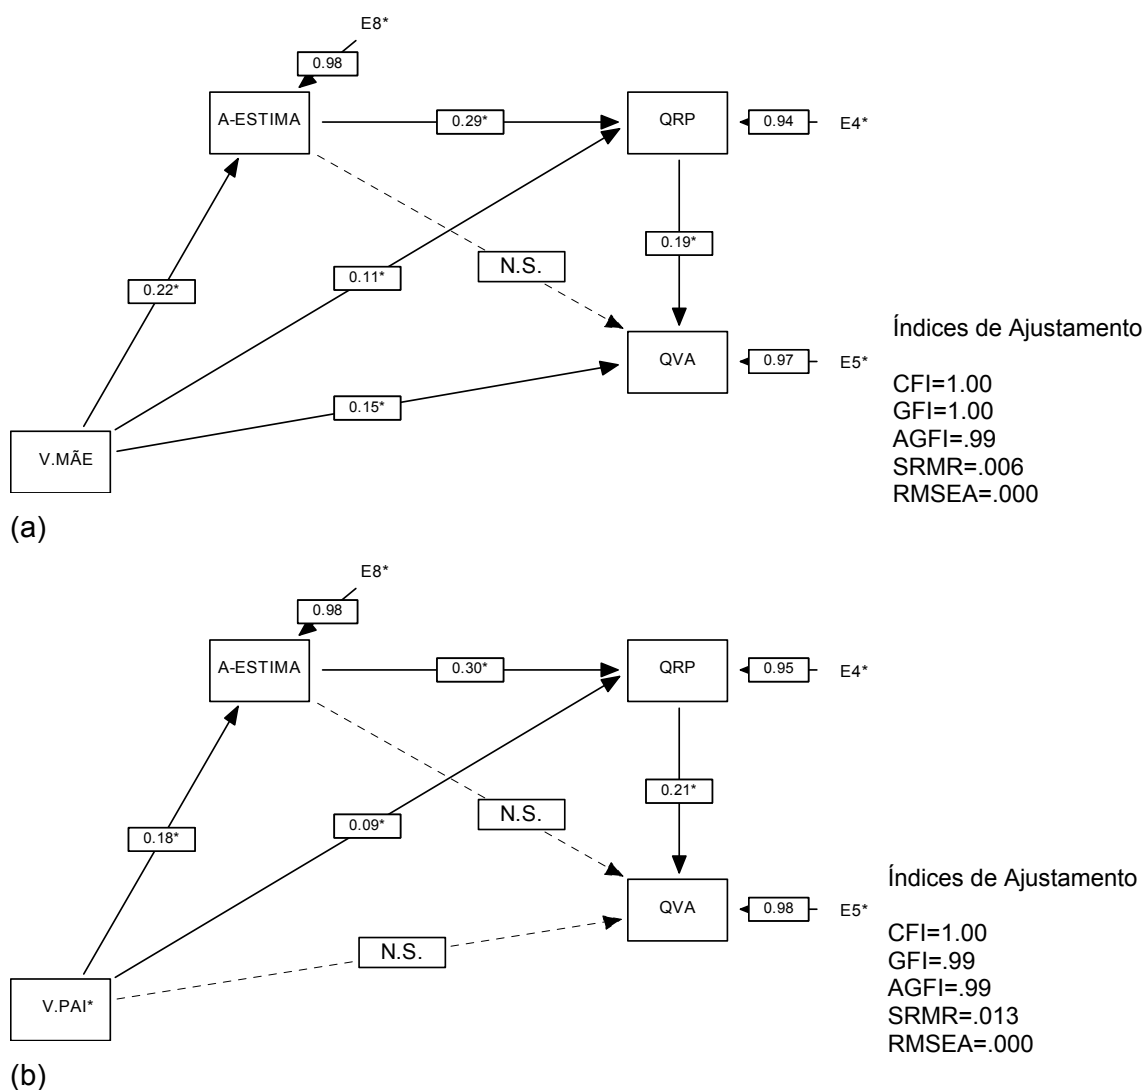 E8*
0.98
A-ESTIMA
0.29*
QRP
0.94
E4*
0.19*
N.S.
0.22*
0.11*
QVA
0.97
E5*
0.15*
V.MÃE
Índices de Ajustamento
CFI=1.00
GFI=1.00
AGFI=.99
SRMR=.006
RMSEA=.000
(a)
E8*
0.98
A-ESTIMA
0.30*
QRP
0.95
E4*
0.21*
N.S.
0.18*
0.09*
QVA
0.98
E5*
N.S.
V.PAI*
Índices de Ajustamento
CFI=1.00
GFI=.99
AGFI=.99
SRMR=.013
RMSEA=.000
(b)